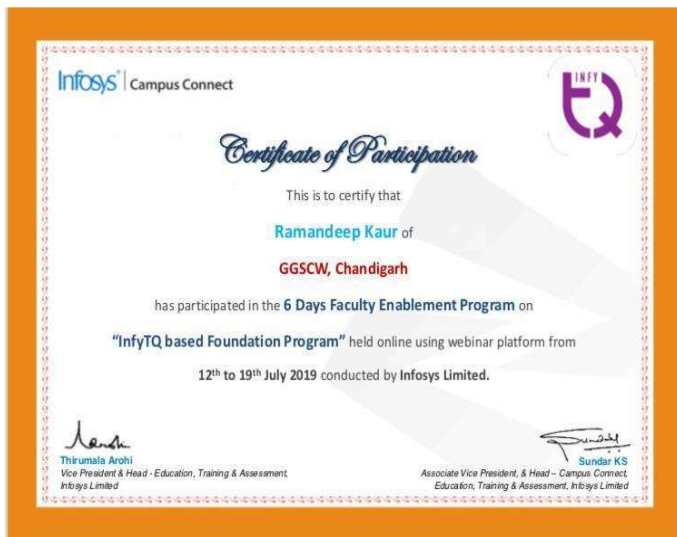 Infosys | Campus Connect
INFY
TQ
Certificate of Participation
This is to certify that
Ramandeep Kaur of
GGSCW, Chandigarh
has participated in the 6 Days Faculty Enablement Program on
“InfyTQ based Foundation Program” held online using webinar platform from
12th to 19th July 2019 conducted by Infosys Limited.
Thirumala Arohi
Vice President & Head - Education, Training & Assessment,
Infosys Limited
Sundar KS
Associate Vice President, & Head – Campus Connect,
Education, Training & Assessment, Infosys Limited